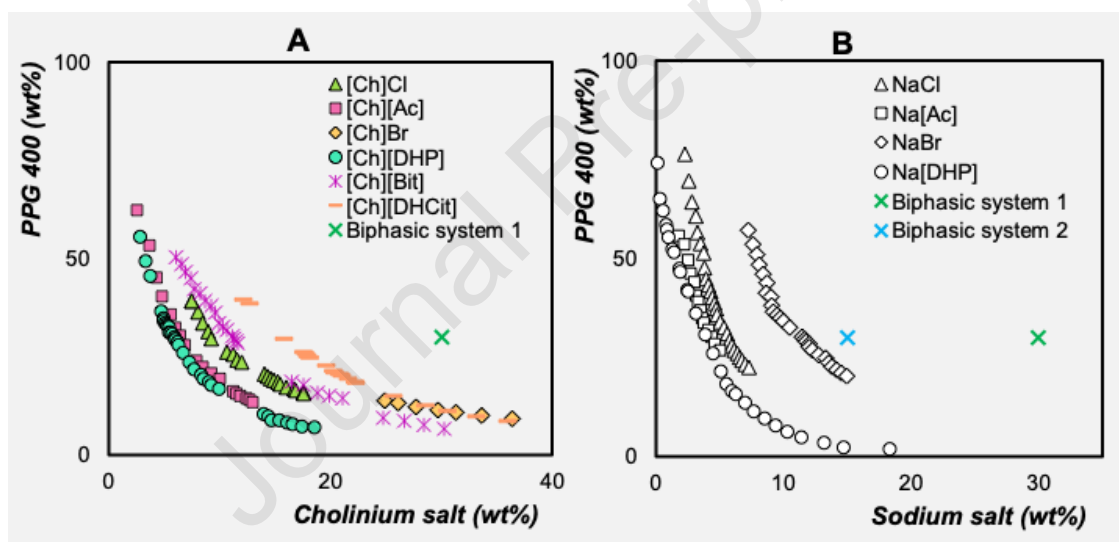 A
PPG 400 (wt%)
100
50
0
0
20
40
Cholinium salt (wt%)
[Ch]Cl
[Ch][Ac]
[Ch]Br
[Ch][DHP]
[Ch][Bit]
[Ch][DHCit]
Biphasic system 1
B
PPG 400 (wt%)
100
50
0
0
10
20
30
Sodium salt (wt%)
NaCl
Na[Ac]
NaBr
Na[DHP]
Biphasic system 1
Biphasic system 2
Journal Pre-p